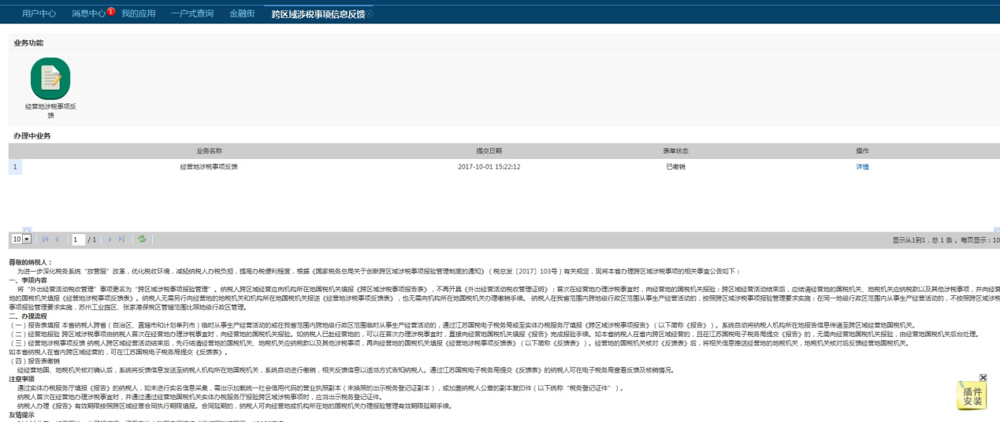 用户中心 消息中心 1 我的应用 一户式查询 金融街 跨区域涉税事项信息反馈
业务功能
经营地涉税事项反
馈
办理中业务
业务名称 提交日期 表单状态 操作
1 经营地涉税事项反馈 2017-10-01 15:22:12 已缴销 详情
10 1 / 1 显示从1到1，总 1 条 。每页显示：10
尊敬的纳税人：
为进一步深化税务系统“放管服”改革，优化税收环境，减轻纳税人办税负担，提高办税便利程度，根据《国家税务总局关于创新跨区域涉税事项报验管理制度的通知》（税总发〔2017〕103号）有关规定，现将本省办理跨区域涉税事项的相关事宜公告如下：
一、事项内容
将“外出经营活动税收管理”事项更名为“跨区域涉税事项报验管理”。纳税人跨区域经营应向机构所在地国税机关填报《跨区域涉税事项报告表》，不再开具《外出经营活动税收管理证明》；首次在经营地办理涉税事宜时，向经营地的国税机关报验；跨区域经营活动结束后，应结清经营地的国税机关、地税机关应纳税款以及其他涉税事项，并向经营
地的国税机关填报《经营地涉税事项反馈表》。纳税人无需另行向经营地的地税机关和机构所在地国税机关报送《经营地涉税事项反馈表》，也无需向机构所在地国税机关办理缴销手续。 纳税人在我省范围内跨地级行政区范围从事生产经营活动的，按照跨区域涉税事项报验管理要求实施；在同一地级行政区范围内从事生产经营活动的，不按照跨区域涉税
事项报验管理要求实施，苏州工业园区、张家港保税区管辖范围比照地级行政区管理。
二、办理流程
（一）报告表填报 本省纳税人跨省（自治区、直辖市和计划单列市）临时从事生产经营活动的或在我省范围内跨地级行政区范围临时从事生产经营活动的，通过江苏国税电子税务局或至实体办税服务厅填报《跨区域涉税事项报告》（以下简称《报告》）。系统自动将纳税人机构所在地报告信息传递至跨区域经营地国税机关。
（二）经营地报验 跨区域涉税事项由纳税人首次在经营地办理涉税事宜时，向经营地的国税机关报验。如纳税人已赴经营地的，可以在首次办理涉税事宜时，直接向经营地国税机关填报《报告》完成报验手续。如本省纳税人在省内跨区域经营的，且在江苏国税电子税务局提交《报告》的，无需向经营地国税机关报验，由经营地国税机关后台处理。
（三）经营地涉税事项反馈 纳税人跨区域经营活动结束后，先行结清经营地的国税机关、地税机关应纳税款以及其他涉税事项，再向经营地的国税机关填报《经营地涉税事项反馈表》（以下简称《反馈表》）。经营地的国税机关核对《反馈表》后，将相关信息推送经营地的地税机关，地税机关核对后反馈经营地国税机关。
如本省纳税人在省内跨区域经营的，可在江苏国税电子税务局提交《反馈表》。
（四）报告表缴销
经经营地国、地税机关核对确认后，系统将反馈信息发送至纳税人机构所在地国税机关，系统自动进行缴销，相关反馈信息以适当方式告知纳税人。通过江苏国税电子税务局提交《反馈表》的纳税人可在电子税务局查看反馈及核销情况。
注意事项
通过实体办税服务厅填报《报告》的纳税人，如未进行实名信息采集，需出示加载统一社会信用代码的营业执照副本（未换照的出示税务登记证副本），或加盖纳税人公章的副本复印件（以下统称“税务登记证件”）。
纳税人首次在经营地办理涉税事宜时，并通过通过经营地国税机关实体办税服务厅报验跨区域涉税事项时，应当出示税务登记证件。
纳税人办理《报告》有效期限按照跨区域经营合同执行期限填报。合同延期的，纳税人可向经营地或机构所在地的国税机关办理报验管理有效期限延期手续。
友情提示
插件
安装